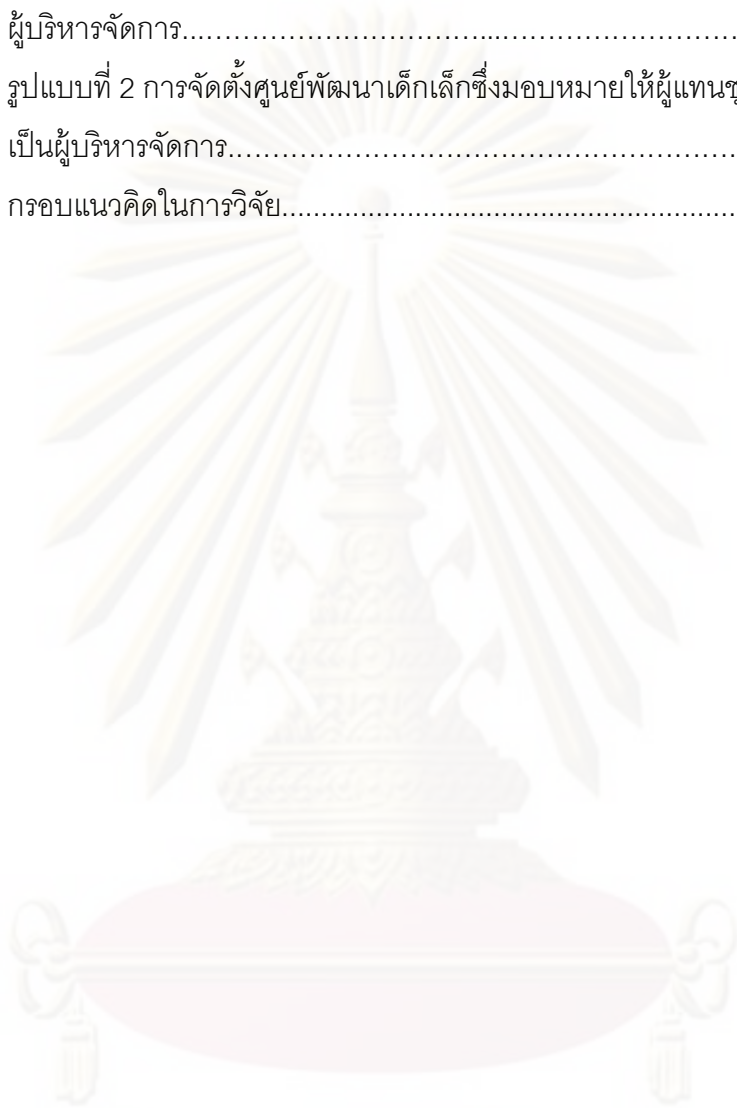 ผู้บริหารจัดการ...…………………………...………………………
รูปแบบที่ 2 การจัดตั้งศูนย์พัฒนาเด็กเล็กซึ่งมอบหมายให้ผู้แทน
เป็นผู้บริหารจัดการ.…………………………………………………
กรอบแนวคิดในการวิจัย..........................................................